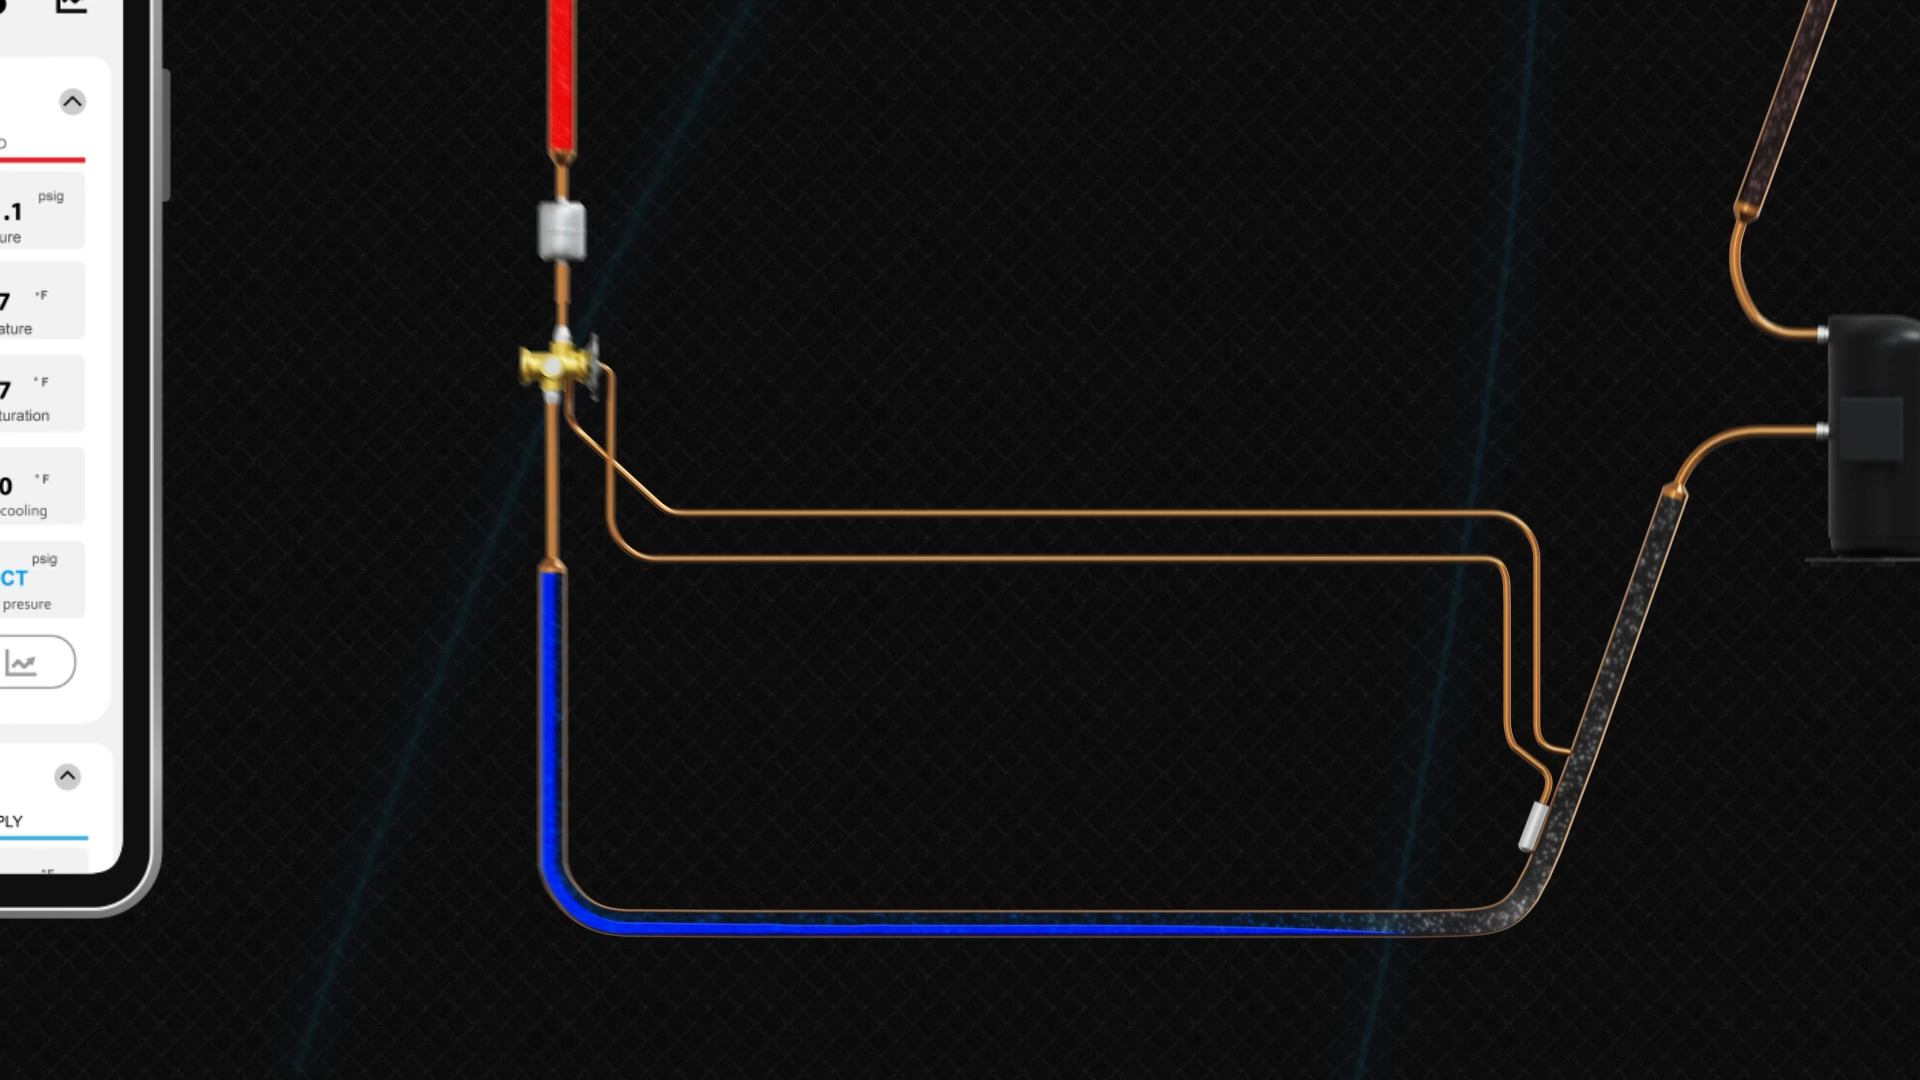 psig
.1
ure
°F
7
ature
°F
7
turation
°F
0
cooling
psig
CT
presure
PLY
°F